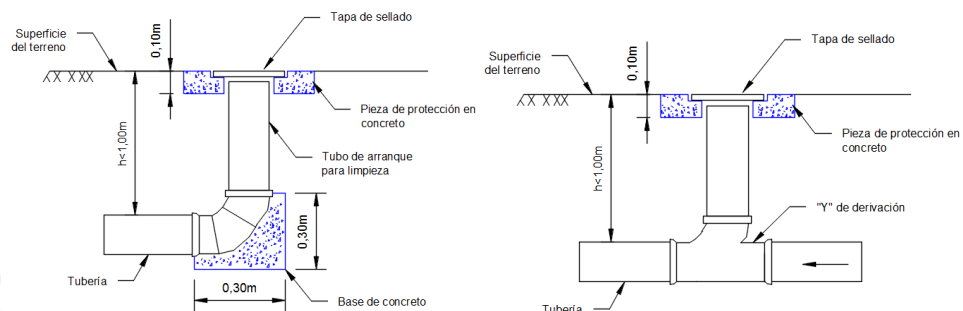 Tapa de sellado
Superficie
del terreno
0,10m
Pieza de protección en
concreto
h<1,00m
Tubo de arranque
para limpieza
0,30m
Tubería
0,30m
Base de concreto
Tapa de sellado
Superficie
del terreno
0,10m
Pieza de protección en
concreto
h<1,00m
"Y" de derivación
Tubería